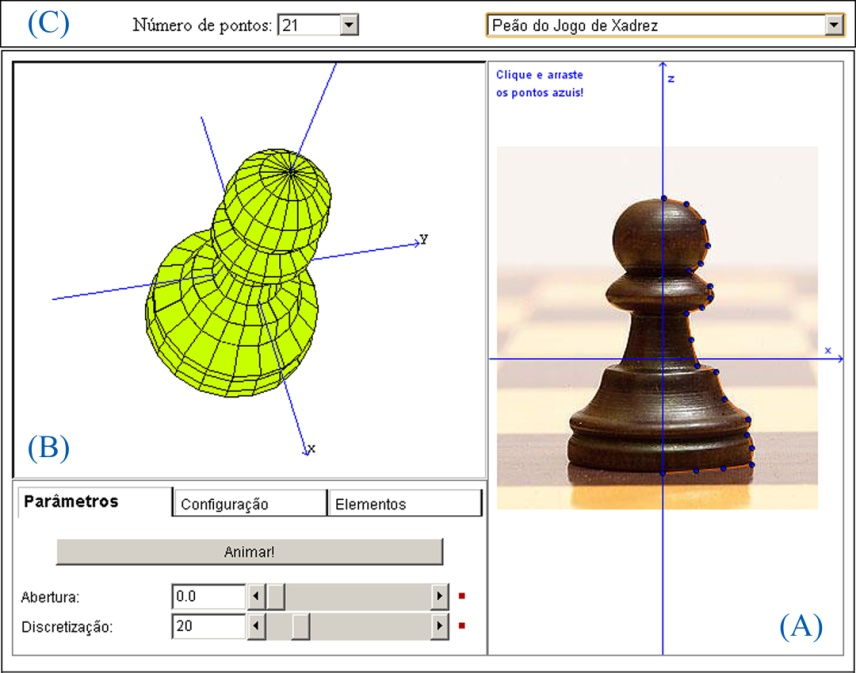 (C)
Número de pontos: 21
Peão do Jogo de Xadrez
Clique e arraste
os pontos azuis!
z
x
y
x
(B)
Parâmetros
Configuração
Elementos
Animar!
Abertura: 0.0
Discretização: 20
(A)